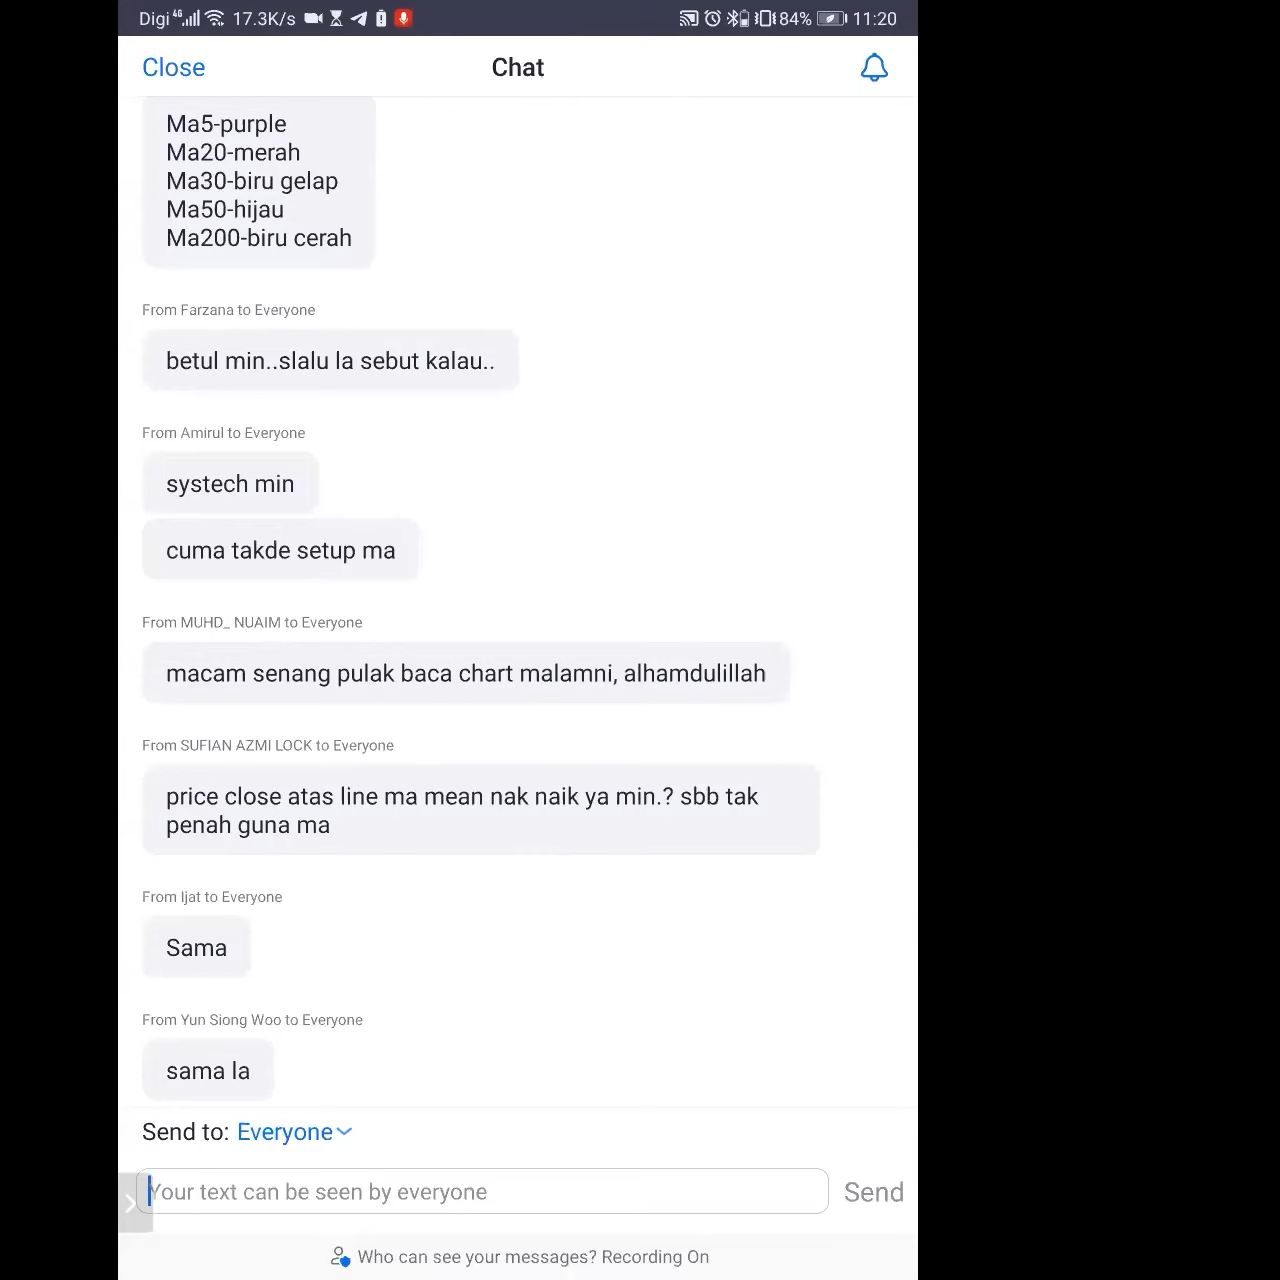 Digi 4G 17.3K/s 84% 11:20
Close Chat
Ma5-purple
Ma20-merah
Ma30-biru gelap
Ma50-hijau
Ma200-biru cerah
From Farzana to Everyone
betul min..slalu la sebut kalau..
From Amirul to Everyone
systech min
cuma takde setup ma
From MUHD_ NUAIM to Everyone
macam senang pulak baca chart malamni, alhamdulillah
From SUFIAN AZMI LOCK to Everyone
price close atas line ma mean nak naik ya min.? sbb tak
penah guna ma
From Ijat to Everyone
Sama
From Yun Siong Woo to Everyone
sama la
Send to: Everyone
Your text can be seen by everyone Send
Who can see your messages? Recording On